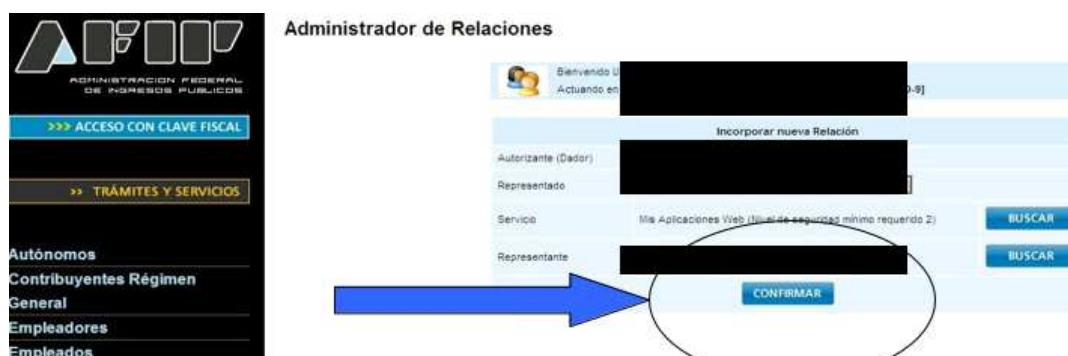 AFIP
ADMINISTRACION FEDERAL
DE INGRESOS PUBLICOS
>>> ACCESO CON CLAVE FISCAL
>> TRÁMITES Y SERVICIOS
Autónomos
Contribuyentes Régimen
General
Empleadores
Empleados
Administrador de Relaciones
Bienvenido U
Actuando en 0-9]
Incorporar nueva Relación
Autorizante (Dador)
Representado
Servicio Mis Aplicaciones Web (Nivel de seguridad mínimo requerido 2) BUSCAR
Representante BUSCAR
CONFIRMAR